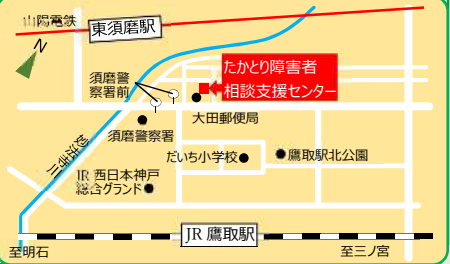 山陽電鉄
東須磨駅
N
たかとり障害者
相談支援センター
須磨警
察署前
大田郵便局
須磨警察署
妙法寺川
だいち小学校
鷹取駅北公園
JR 西日本神戸
総合グランド
JR 鷹取駅
至明石
至三ノ宮